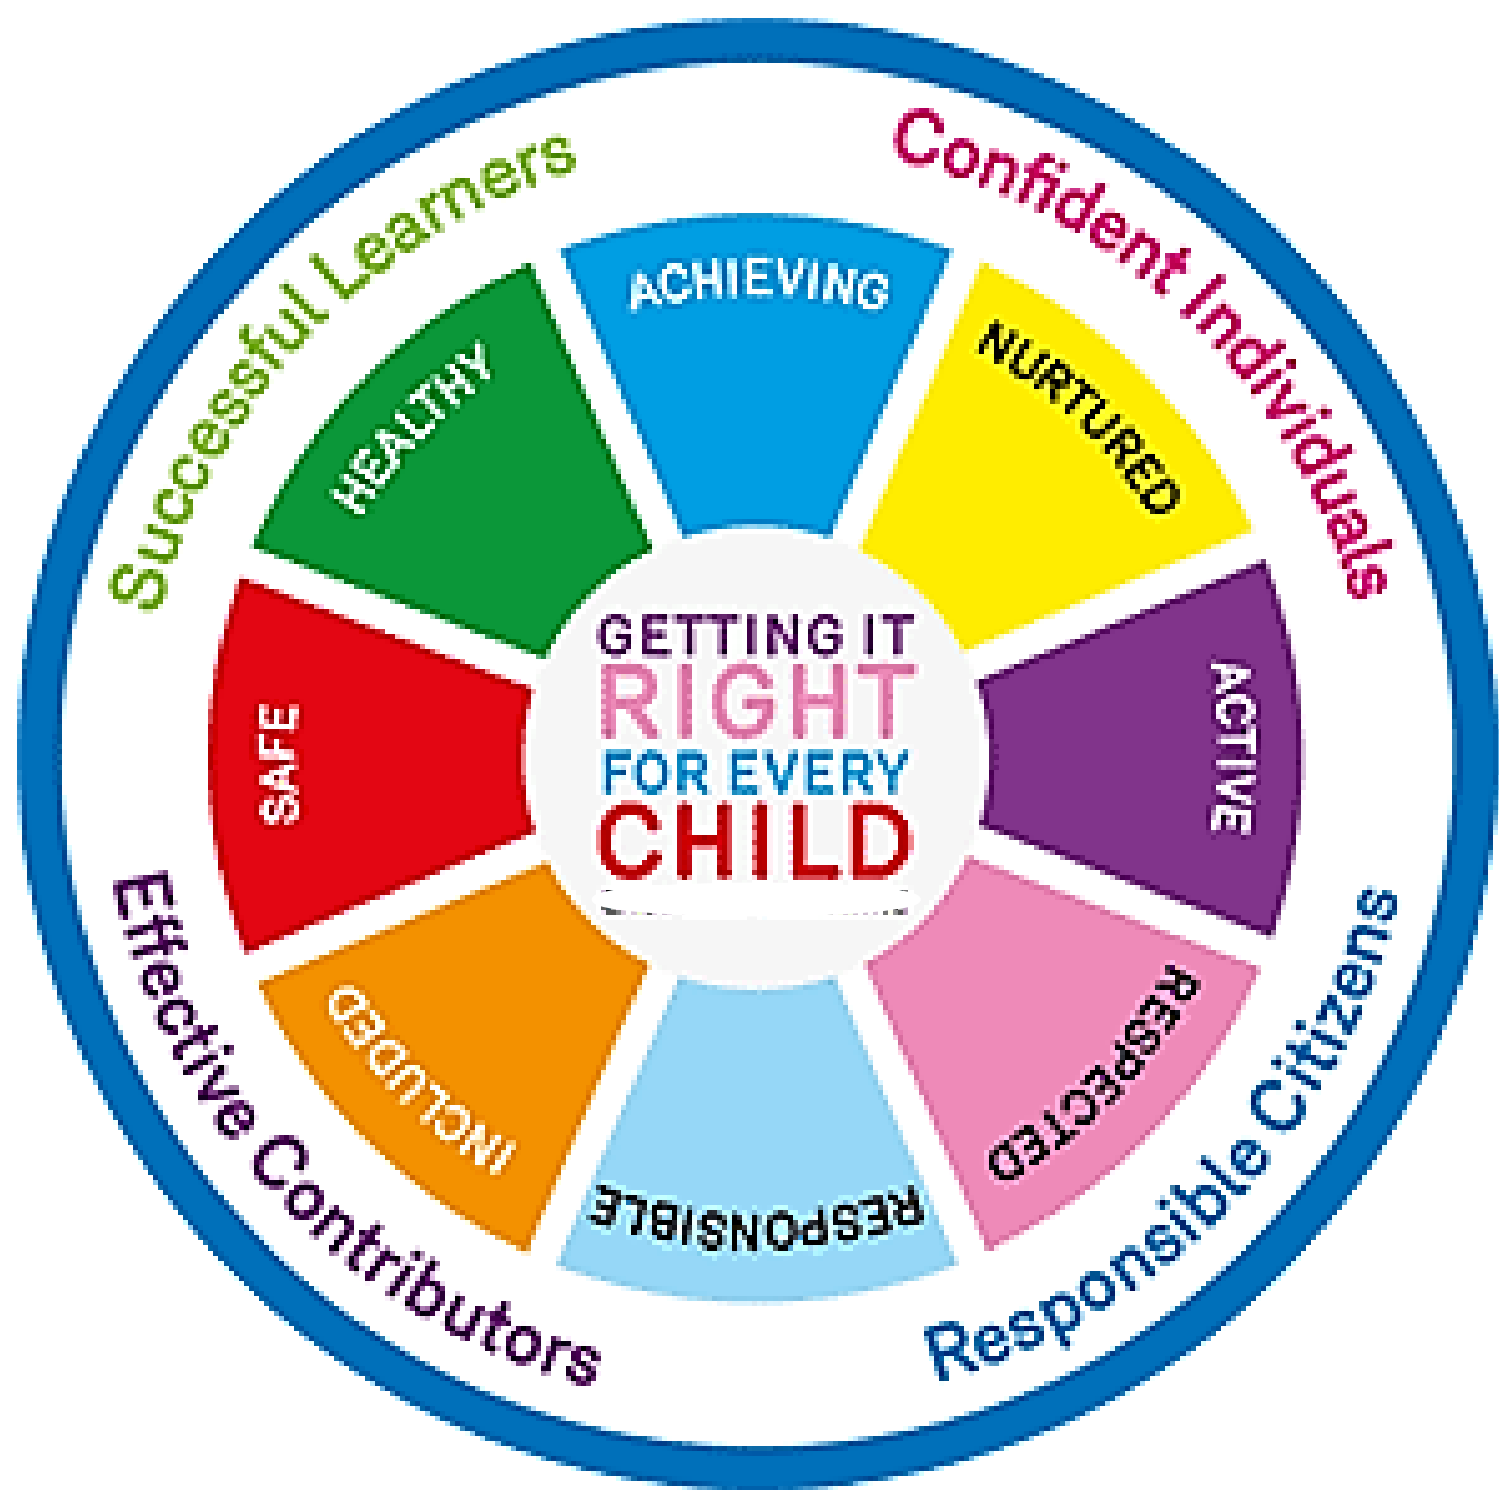 Successful Learners
Confident Individuals
ACHIEVING
NURTURED
HEALTHY
ACTIVE
SAFE
GETTING IT
RIGHT
FOR EVERY
CHILD
RESPECTED
INCLUDED
RESPONSIBLE
Effective Contributors
Responsible Citizens